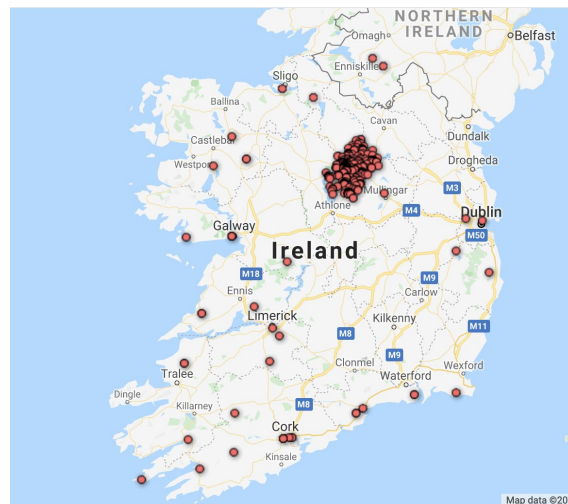 NORTHERN
IRELAND
Omagh
Belfast
Enniskille
Sligo
Ballina
Cavan
Dundalk
Castlebar
Westport
Drogheda
M3
Mullingar
Athlone
M4
Dublin
Galway
M50
Ireland
M18
M9
Ennis
Carlow
Limerick
Kilkenny
M8
M11
M9
Clonmel
Wexford
Tralee
Waterford
Dingle
Killarney
M8
Cork
Kinsale
Map data ©20